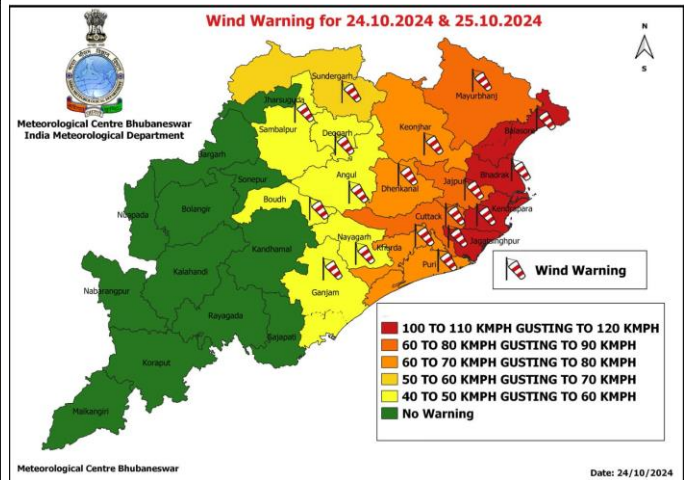 Wind Warning for 24.10.2024 & 25.10.2024
N
S
Meteorological Centre Bhubaneswar
India Meteorological Department
Sundergarh
Mayurbhanj
Jharsuguda
Keonjhar
Balasore
Sambalpur
Deogarh
Bargarh
Bhadrak
Sonepur
Angul
Dhenkanal
Jajpur
Boudh
Kendrapara
Nuapada
Bolangir
Cuttack
Nayagarh
Kandhamal
Khurda
Jagatsinghpur
Puri
Kalahandi
Wind Warning
Nabarangpur
Ganjam
Rayagada
100 TO 110 KMPH GUSTING TO 120 KMPH
60 TO 80 KMPH GUSTING TO 90 KMPH
Gajapati
60 TO 70 KMPH GUSTING TO 80 KMPH
Koraput
50 TO 60 KMPH GUSTING TO 70 KMPH
40 TO 50 KMPH GUSTING TO 60 KMPH
Malkangiri
No Warning
Meteorological Centre Bhubaneswar
Date: 24/10/2024